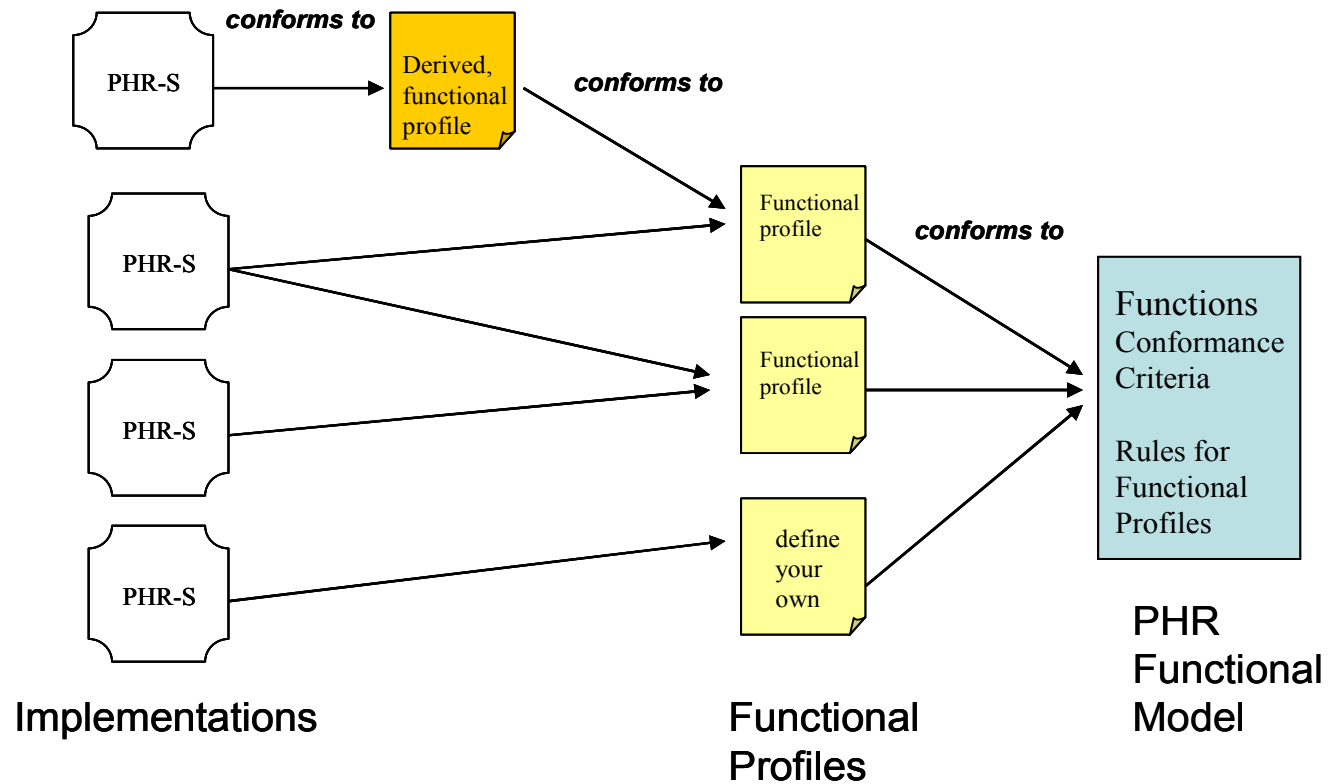 conforms to
PHR-S
Derived,
functional
profile
conforms to
PHR-S
Functional
profile
conforms to
Functions
Conformance
Criteria
Rules for
Functional
Profiles
PHR-S
Functional
profile
PHR-S
define
your
own
Implementations
Functional
Profiles
PHR
Functional
Model